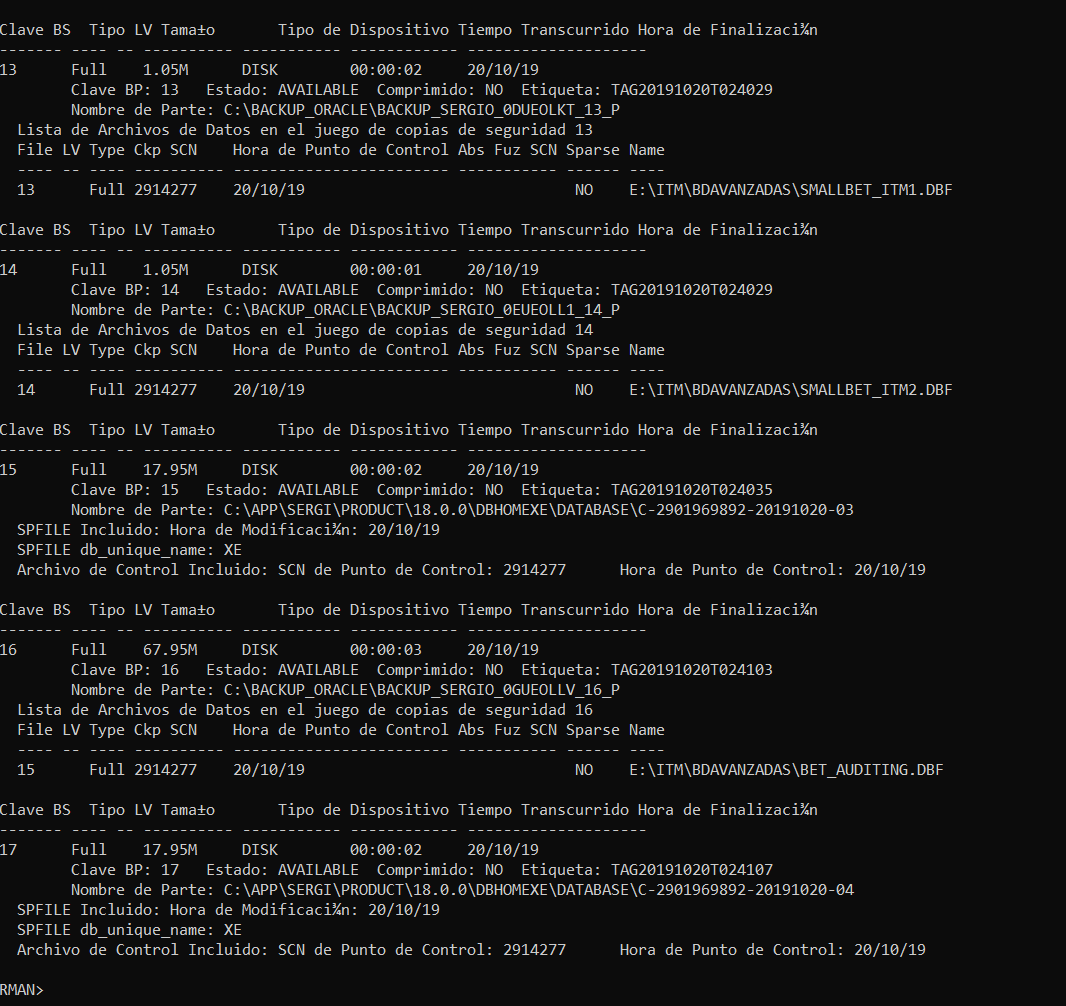 Clave BS  Tipo LV Tama±o       Tipo de Dispositivo Tiempo Transcurrido Hora de Finalizaci¾n
------- ---- -- ---------- ----------- ------------ --------------------
13      Full    1.05M      DISK        00:00:02     20/10/19
        Clave BP: 13   Estado: AVAILABLE  Comprimido: NO  Etiqueta: TAG20191020T024029
        Nombre de Parte: C:\BACKUP_ORACLE\BACKUP_SERGIO_0DUEOLKT_13_P
  Lista de Archivos de Datos en el juego de copias de seguridad 13
  File LV Type Ckp SCN    Hora de Punto de Control Abs Fuz SCN Sparse Name
  ---- -- ---- ---------- ------------------------ ----------- ------ ----
  13      Full 2914277    20/10/19                              NO    E:\ITM\BDAVANZADAS\SMALLBET_ITM1.DBF
Clave BS  Tipo LV Tama±o       Tipo de Dispositivo Tiempo Transcurrido Hora de Finalizaci¾n
------- ---- -- ---------- ----------- ------------ --------------------
14      Full    1.05M      DISK        00:00:01     20/10/19
        Clave BP: 14   Estado: AVAILABLE  Comprimido: NO  Etiqueta: TAG20191020T024029
        Nombre de Parte: C:\BACKUP_ORACLE\BACKUP_SERGIO_0EUEOLL1_14_P
  Lista de Archivos de Datos en el juego de copias de seguridad 14
  File LV Type Ckp SCN    Hora de Punto de Control Abs Fuz SCN Sparse Name
  ---- -- ---- ---------- ------------------------ ----------- ------ ----
  14      Full 2914277    20/10/19                              NO    E:\ITM\BDAVANZADAS\SMALLBET_ITM2.DBF
Clave BS  Tipo LV Tama±o       Tipo de Dispositivo Tiempo Transcurrido Hora de Finalizaci¾n
------- ---- -- ---------- ----------- ------------ --------------------
15      Full    17.95M     DISK        00:00:02     20/10/19
        Clave BP: 15   Estado: AVAILABLE  Comprimido: NO  Etiqueta: TAG20191020T024035
        Nombre de Parte: C:\APP\SERGI\PRODUCT\18.0.0\DBHOMEXE\DATABASE\C-2901969892-20191020-03
  SPFILE Incluido: Hora de Modificaci¾n: 20/10/19
  SPFILE db_unique_name: XE
  Archivo de Control Incluido: SCN de Punto de Control: 2914277      Hora de Punto de Control: 20/10/19
Clave BS  Tipo LV Tama±o       Tipo de Dispositivo Tiempo Transcurrido Hora de Finalizaci¾n
------- ---- -- ---------- ----------- ------------ --------------------
16      Full    67.95M     DISK        00:00:03     20/10/19
        Clave BP: 16   Estado: AVAILABLE  Comprimido: NO  Etiqueta: TAG20191020T024103
        Nombre de Parte: C:\BACKUP_ORACLE\BACKUP_SERGIO_0GUEOLLV_16_P
  Lista de Archivos de Datos en el juego de copias de seguridad 16
  File LV Type Ckp SCN    Hora de Punto de Control Abs Fuz SCN Sparse Name
  ---- -- ---- ---------- ------------------------ ----------- ------ ----
  15      Full 2914277    20/10/19                              NO    E:\ITM\BDAVANZADAS\BET_AUDITING.DBF
Clave BS  Tipo LV Tama±o       Tipo de Dispositivo Tiempo Transcurrido Hora de Finalizaci¾n
------- ---- -- ---------- ----------- ------------ --------------------
17      Full    17.95M     DISK        00:00:02     20/10/19
        Clave BP: 17   Estado: AVAILABLE  Comprimido: NO  Etiqueta: TAG20191020T024107
        Nombre de Parte: C:\APP\SERGI\PRODUCT\18.0.0\DBHOMEXE\DATABASE\C-2901969892-20191020-04
  SPFILE Incluido: Hora de Modificaci¾n: 20/10/19
  SPFILE db_unique_name: XE
  Archivo de Control Incluido: SCN de Punto de Control: 2914277      Hora de Punto de Control: 20/10/19
RMAN>